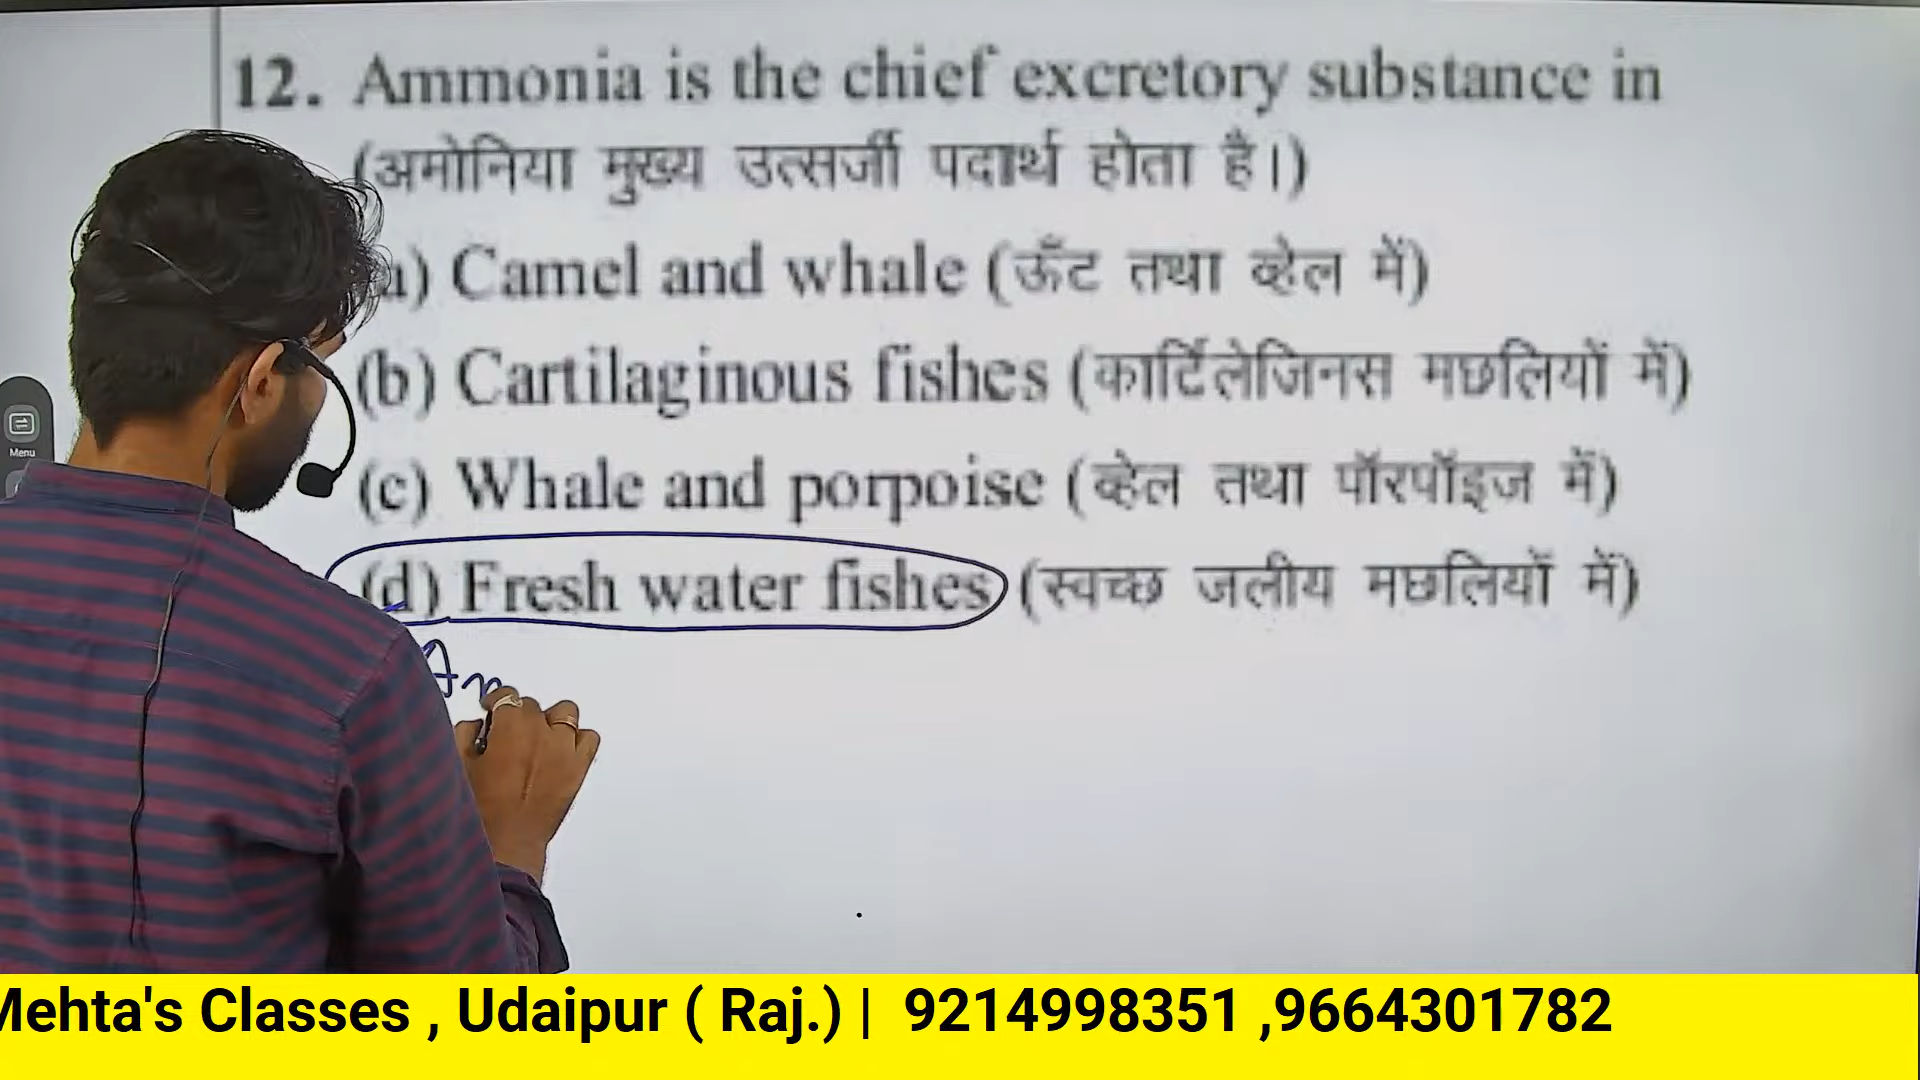 12. Ammonia is the chief excretory substance in
(अमोनिया मुख्य उत्सर्जी पदार्थ होता है।)
a) Camel and whale (ऊँट तथा व्हेल में)
(b) Cartilaginous fishes (कार्टिलेजिनस मछलियों में)
(c) Whale and porpoise (व्हेल तथा पॉरपॉइज में)
(d) Fresh water fishes (स्वच्छ जलीय मछलियों में)
Am
Menu
Mehta's Classes , Udaipur ( Raj.) | 9214998351 ,9664301782